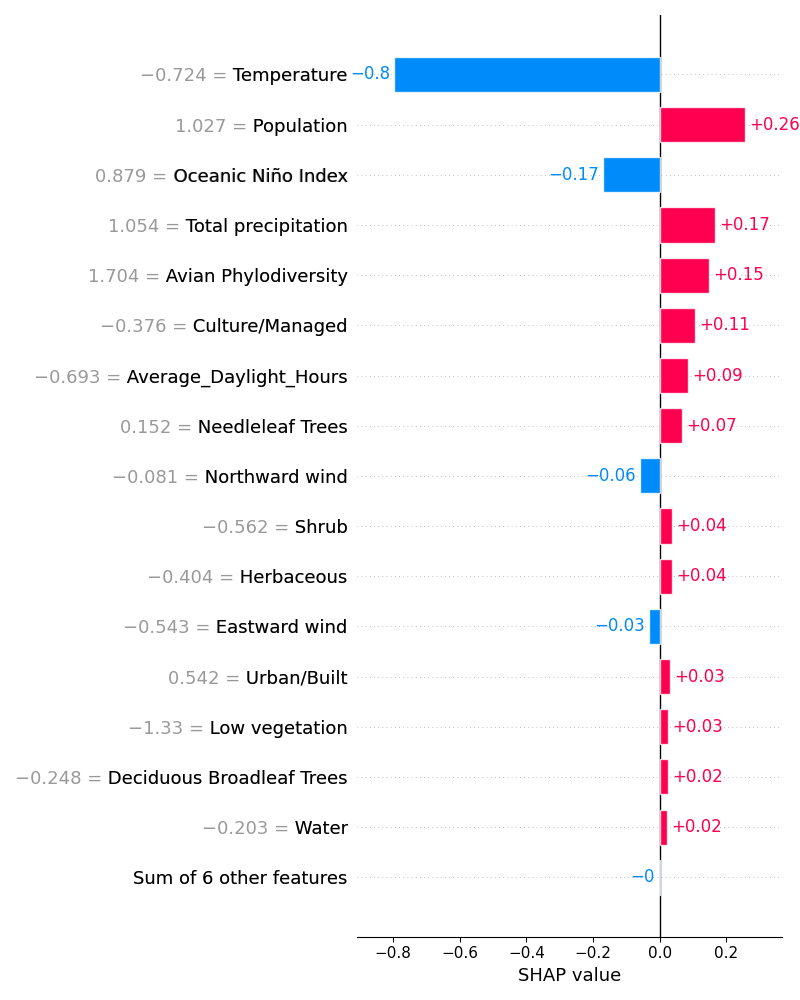 −0.724 = Temperature −0.8
1.027 = Population +0.26
0.879 = Oceanic Niño Index −0.17
1.054 = Total precipitation +0.17
1.704 = Avian Phylodiversity +0.15
−0.376 = Culture/Managed +0.11
−0.693 = Average_Daylight_Hours +0.09
0.152 = Needleleaf Trees +0.07
−0.081 = Northward wind −0.06
−0.562 = Shrub +0.04
−0.404 = Herbaceous +0.04
−0.543 = Eastward wind −0.03
0.542 = Urban/Built +0.03
−1.33 = Low vegetation +0.03
−0.248 = Deciduous Broadleaf Trees +0.02
−0.203 = Water +0.02
Sum of 6 other features −0
−0.8 −0.6 −0.4 −0.2 0.0 0.2
SHAP value